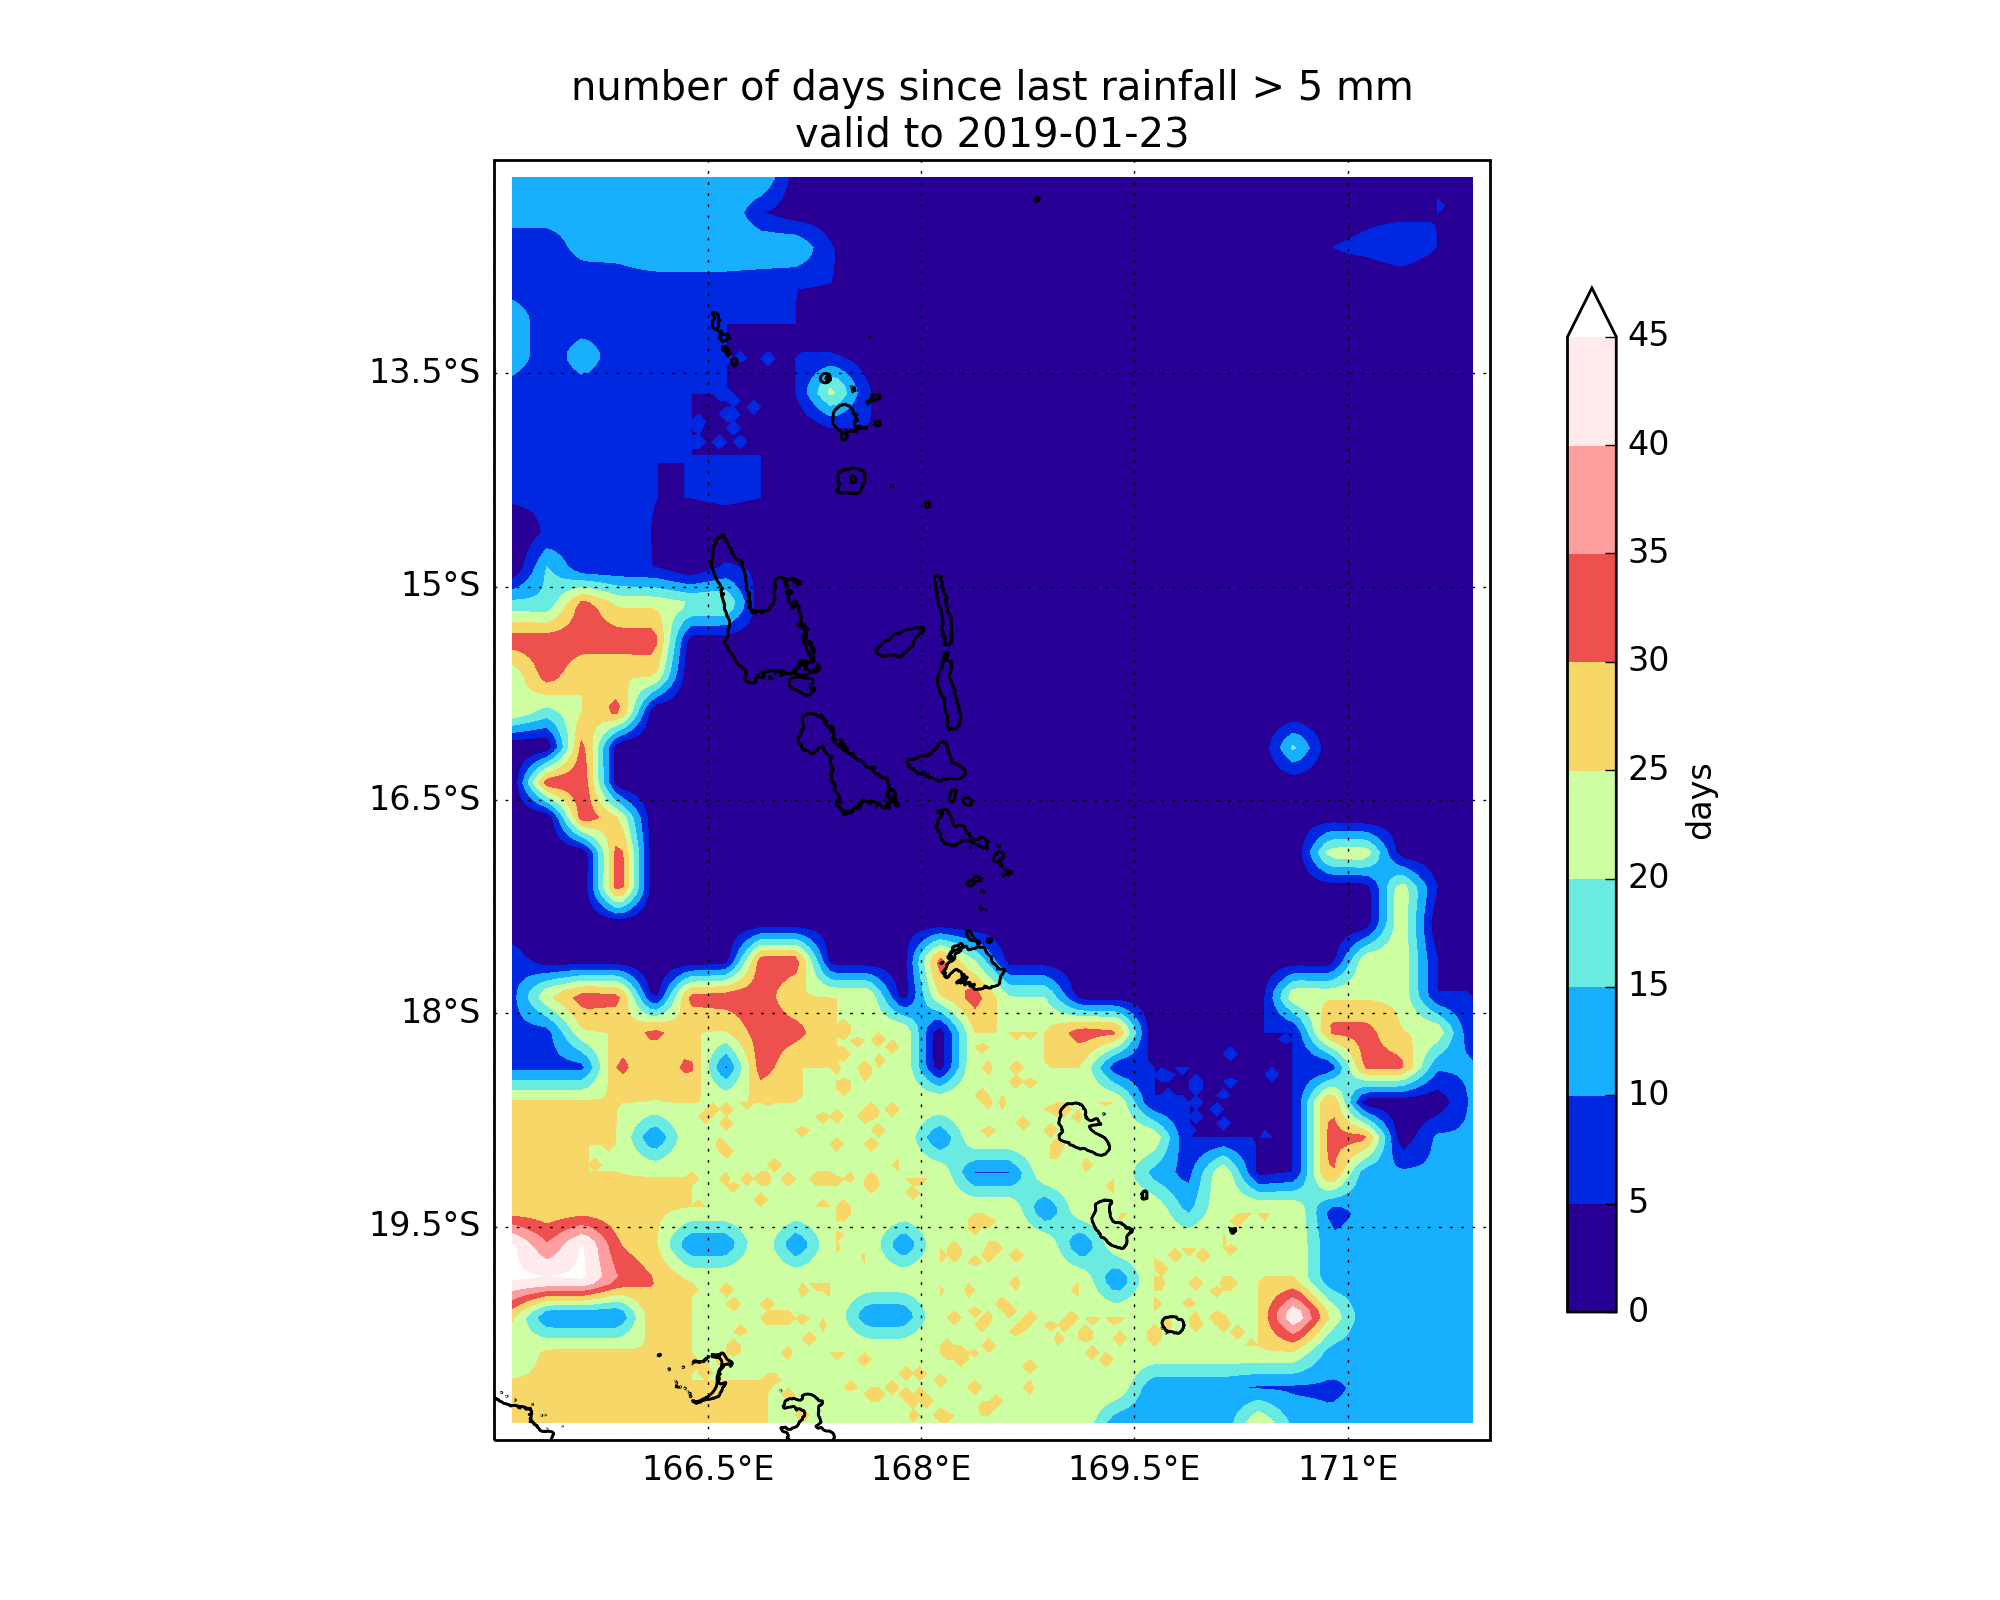 number of days since last rainfall > 5 mm
valid to 2019-01-23
13.5°S
15°S
16.5°S
18°S
19.5°S
166.5°E
168°E
169.5°E
171°E
45
40
35
30
25
20
15
10
5
0
days